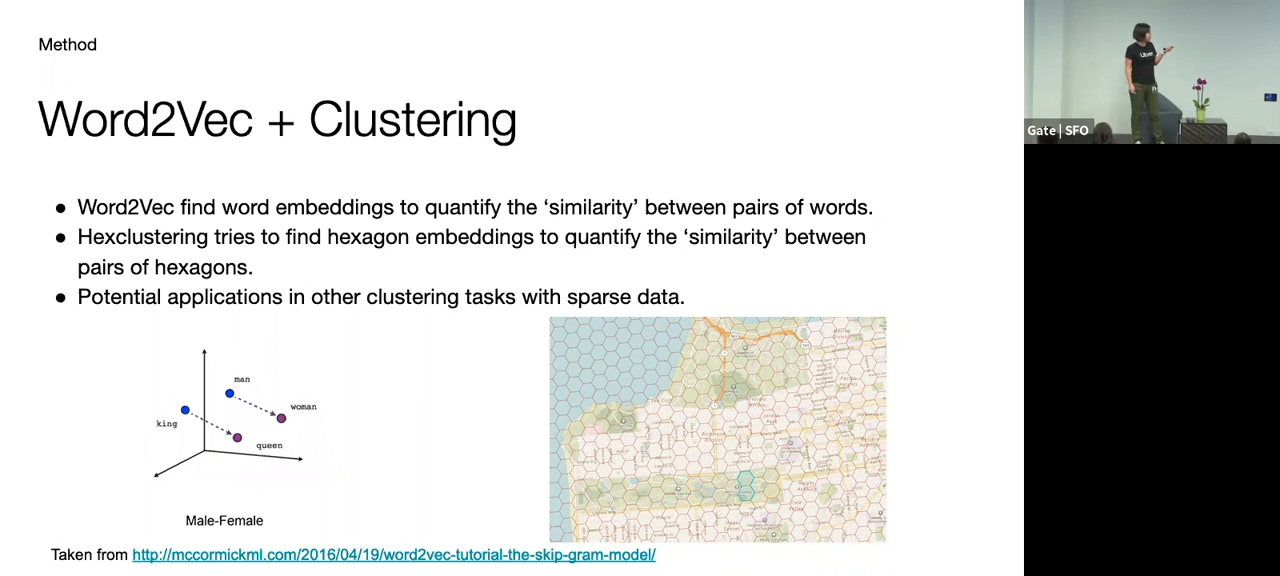 Method
Word2Vec + Clustering
● Word2Vec find word embeddings to quantify the ‘similarity’ between pairs of words.
● Hexclustering tries to find hexagon embeddings to quantify the ‘similarity’ between
pairs of hexagons.
● Potential applications in other clustering tasks with sparse data.
man
woman
king
queen
Male-Female
Taken from http://mccormickml.com/2016/04/19/word2vec-tutorial-the-skip-gram-model/
Uber
Gate | SFO